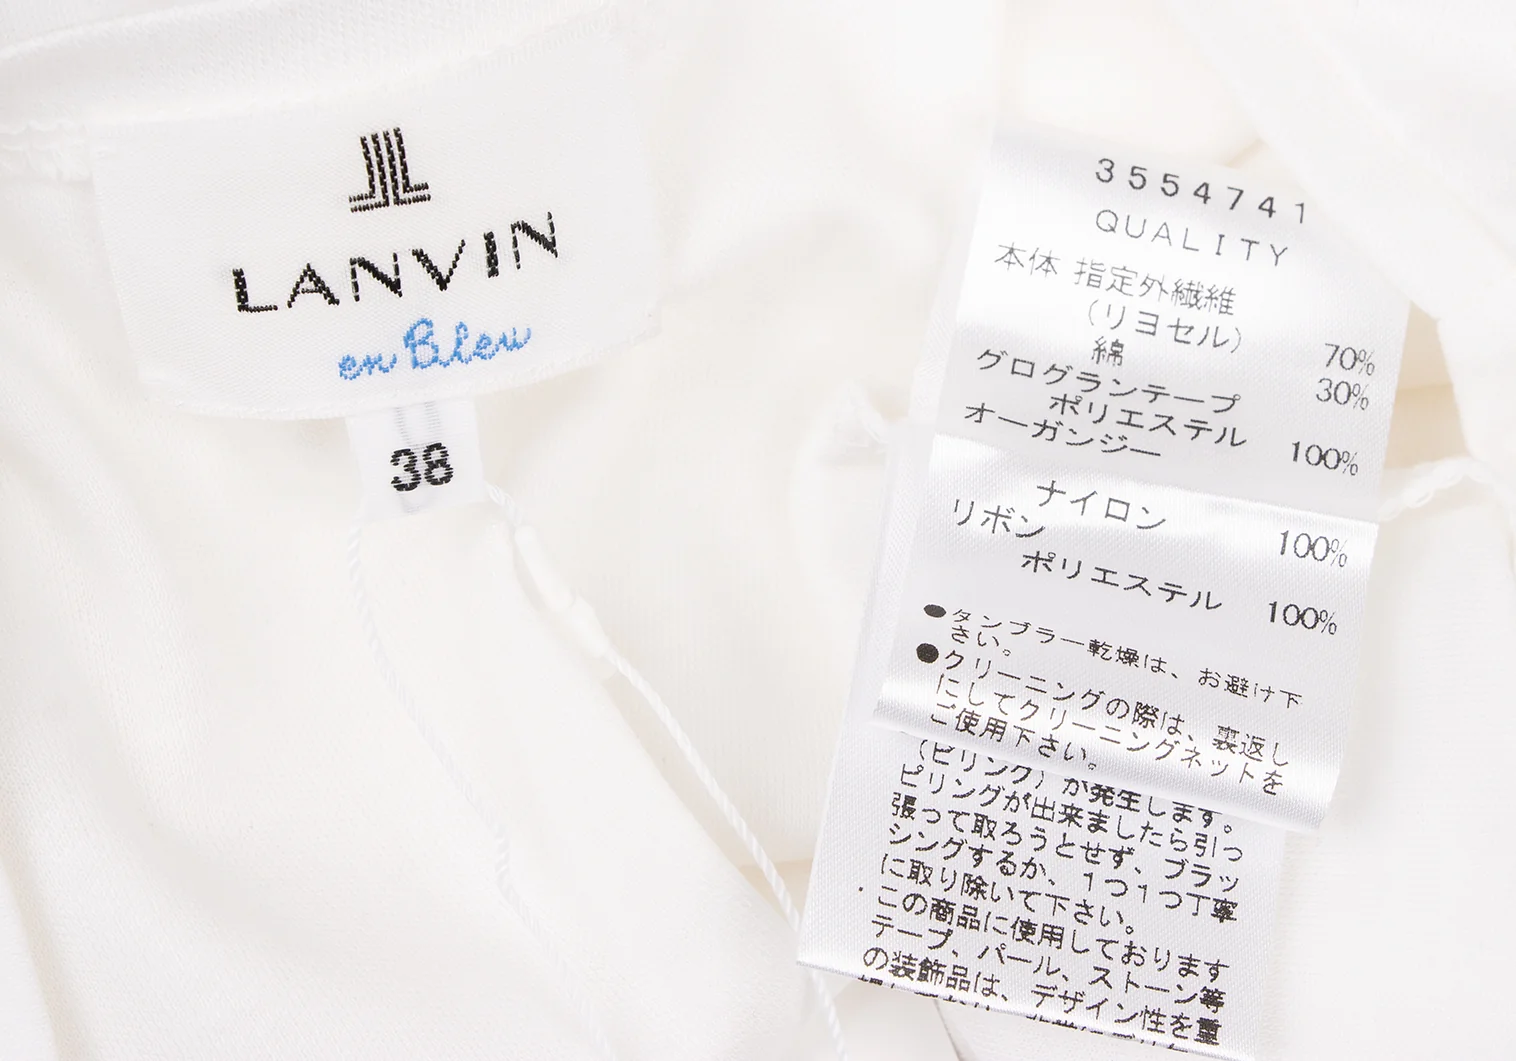 LANVIN
en Bleu
38
3554741
QUALITY
本体 指定外繊維
(リヨセル) 70%
綿 30%
グログランテープ
ポリエステル 100%
オーガンジー
ナイロン 100%
リボン
ポリエステル 100%
●タンブラー乾燥は、お避け下
さい。
●クリーニングの際は、裏返し
にしてクリーニングネットを
ご使用下さい。
(ピリング)が発生します。
ピリングが出来ましたら引っ
張って取ろうとせず、ブラッ
シングするか、1つ1つ丁寧
に取り除いて下さい。
この商品に使用しております
テープ、パール、ストーン等
の装飾品は、デザイン性を重